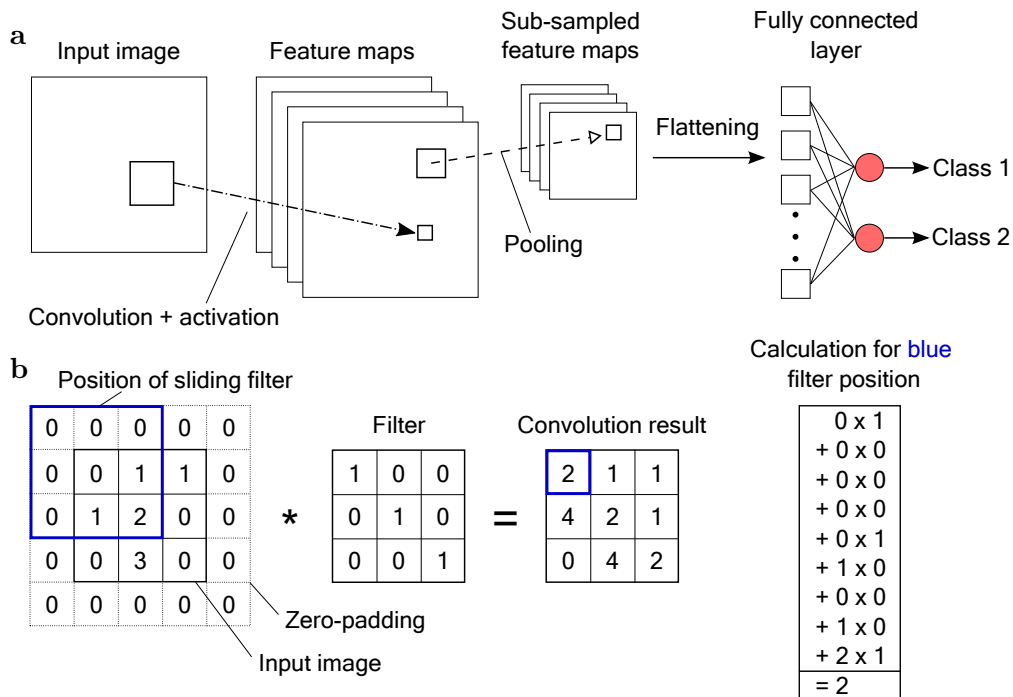 a
Input image
Feature maps
Sub-sampled
feature maps
Fully connected
layer
Flattening
Class 1
Class 2
Pooling
Convolution + activation
b
Position of sliding filter
0 0 0 0 0
0 0 1 1 0
0 1 2 0 0
0 0 3 0 0
0 0 0 0 0
Zero-padding
Input image
*
Filter
1 0 0
0 1 0
0 0 1
=
Convolution result
2 1 1
4 2 1
0 4 2
Calculation for blue
filter position
0 x 1
+ 0 x 0
+ 0 x 0
+ 0 x 0
+ 0 x 1
+ 1 x 0
+ 0 x 0
+ 1 x 0
+ 2 x 1
= 2